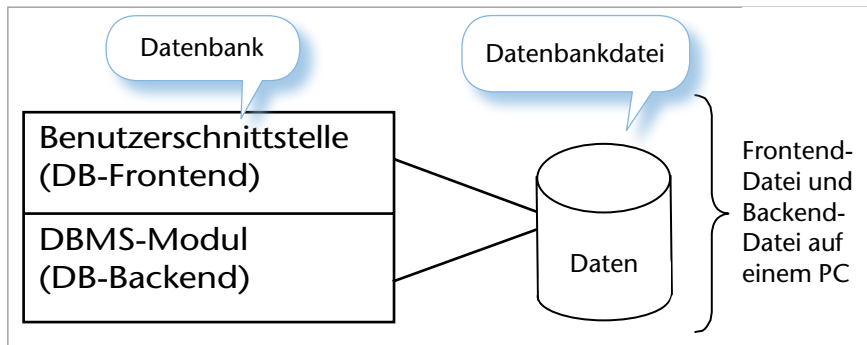 Datenbank
Datenbankdatei
Benutzerschnittstelle
(DB-Frontend)
DBMS-Modul
(DB-Backend)
Daten
Frontend-
Datei und
Backend-
Datei auf
einem PC